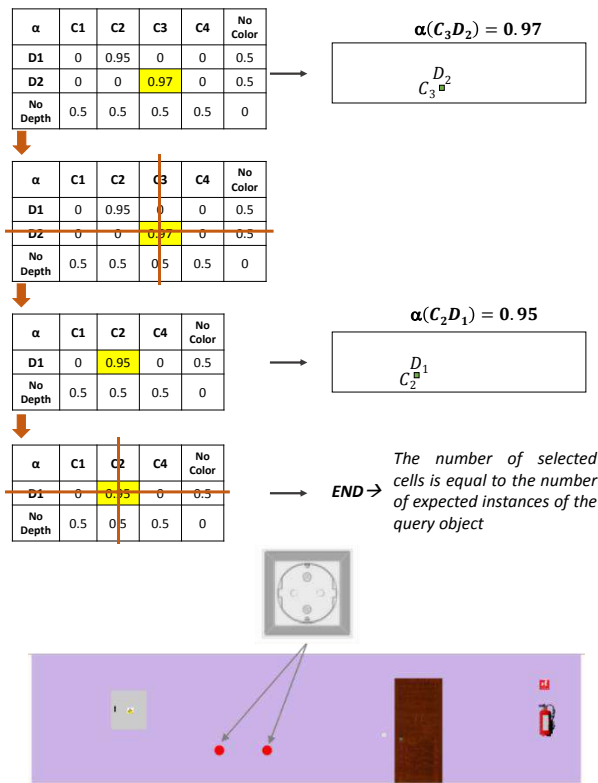 α C1 C2 C3 C4 No Color
D1 0 0.95 0 0 0.5
D2 0 0 0.97 0 0.5
No Depth 0.5 0.5 0.5 0.5 0
α(C₃D₂) = 0.97
D₂
C₃
α C1 C2 C3 C4 No Color
D1 0 0.95 0 0 0.5
D2 0 0 0.97 0 0.5
No Depth 0.5 0.5 0.5 0.5 0
α(C₂D₁) = 0.95
α C1 C2 C4 No Color
D1 0 0.95 0 0.5
No Depth 0.5 0.5 0.5 0
D₁
C₂
α C1 C2 C4 No Color
D1 0 0.95 0 0.5
No Depth 0.5 0.5 0.5 0
END→
The number of selected
cells is equal to the number
of expected instances of the
query object